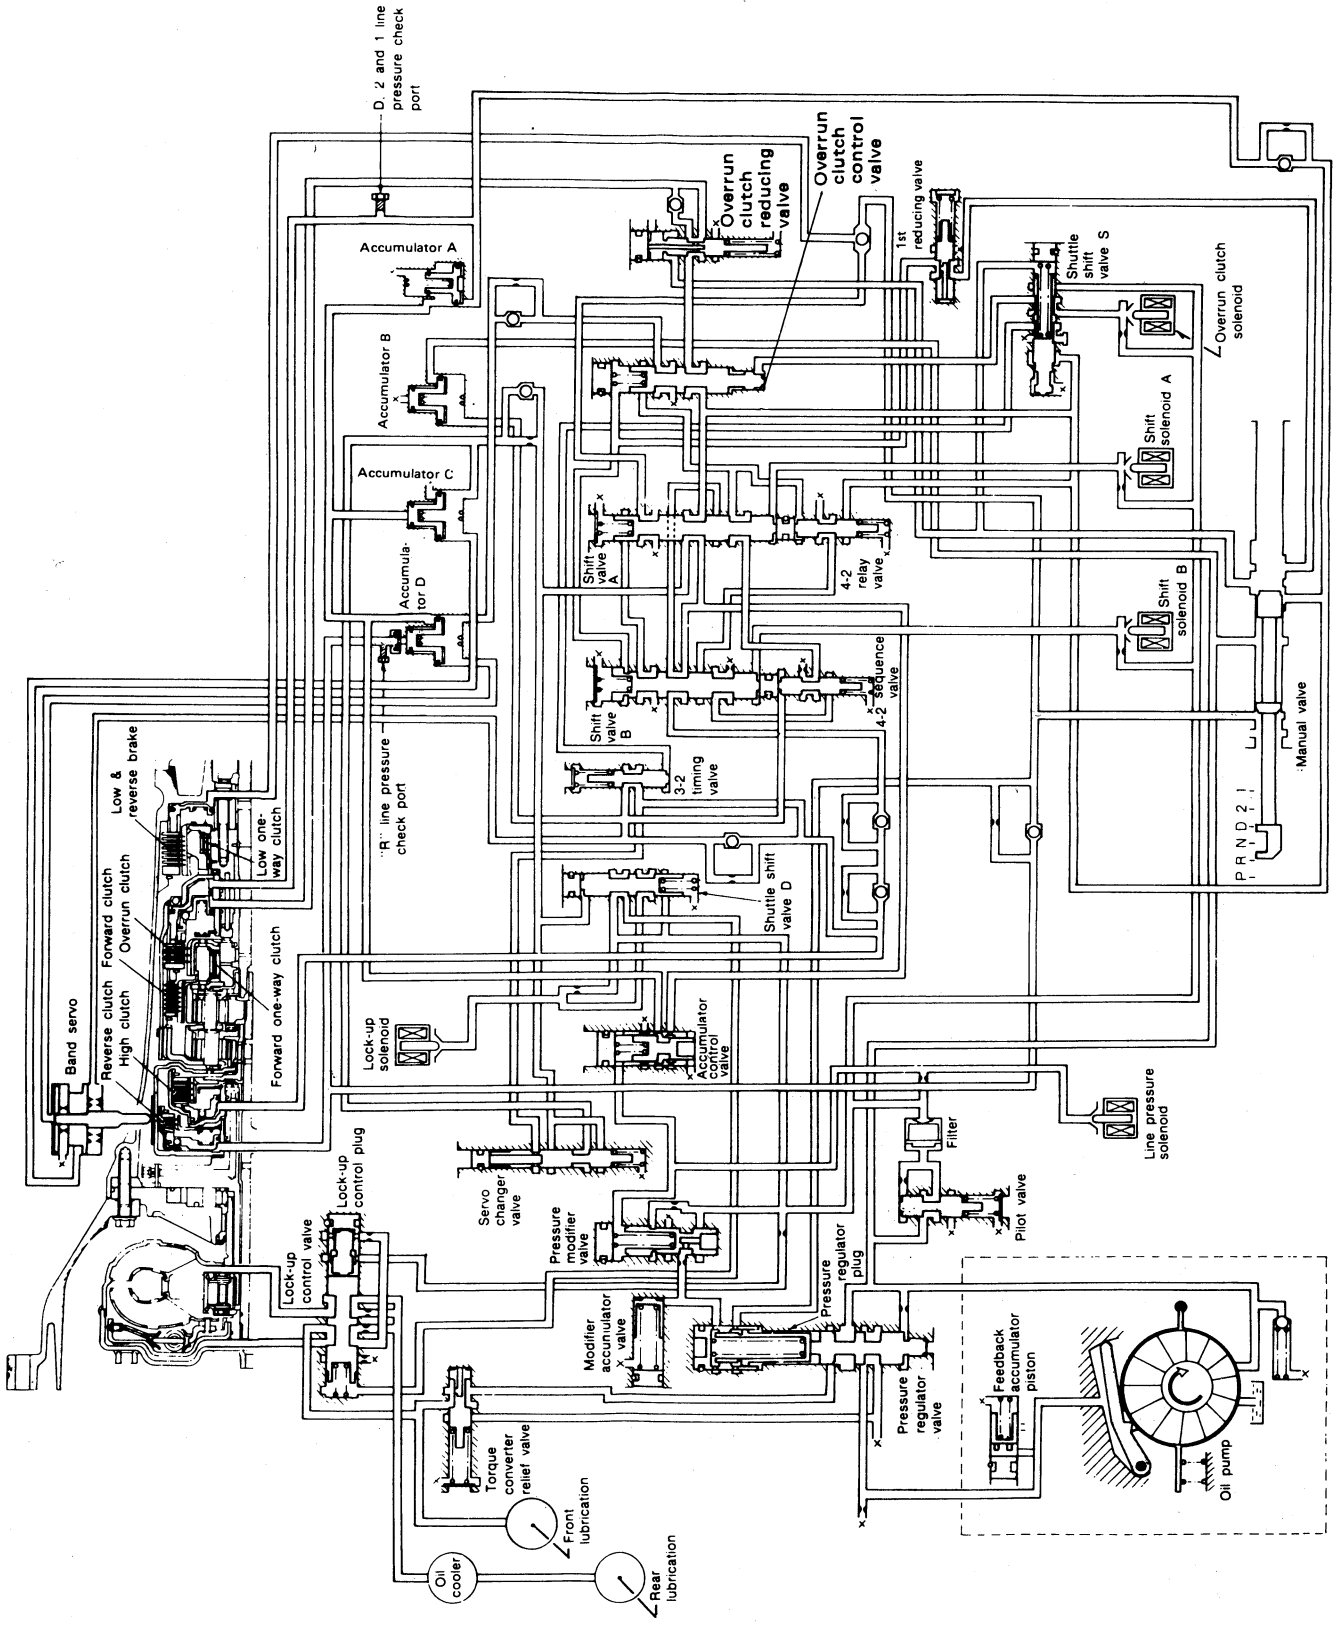 D, 2 and 1 line
pressure check
port
Accumulator A
Accumulator B
Accumulator C
Accumula-
tor D
"R" line pressure
check port
Low &
reverse brake
Low one-
way clutch
Overrun clutch
Forward clutch
Forward one-way clutch
High clutch
Reverse clutch
Band servo
Overrun
clutch
reducing
valve
Overrun
clutch
control
valve
1st
reducing valve
Shuttle
shift
valve S
Overrun clutch
solenoid
Shift
solenoid A
Shift
solenoid B
Shift
valve
A
4-2
relay
valve
Shift
valve
B
4-2 sequence
valve
3-2
timing
valve
Shuttle shift
valve D
Manual valve
P R N D 2 1
Lock-up
solenoid
Accumulator
control
valve
Lock-up
control plug
Lock-up
control valve
Servo
changer
valve
Pressure
modifier
valve
Filter
Line pressure
solenoid
Pilot valve
Pressure
regulator
plug
Modifier
accumulator
valve
Pressure
regulator
valve
Torque
converter
relief valve
Feedback
accumulator
piston
Oil pump
Front
lubrication
Oil
cooler
Rear
lubrication